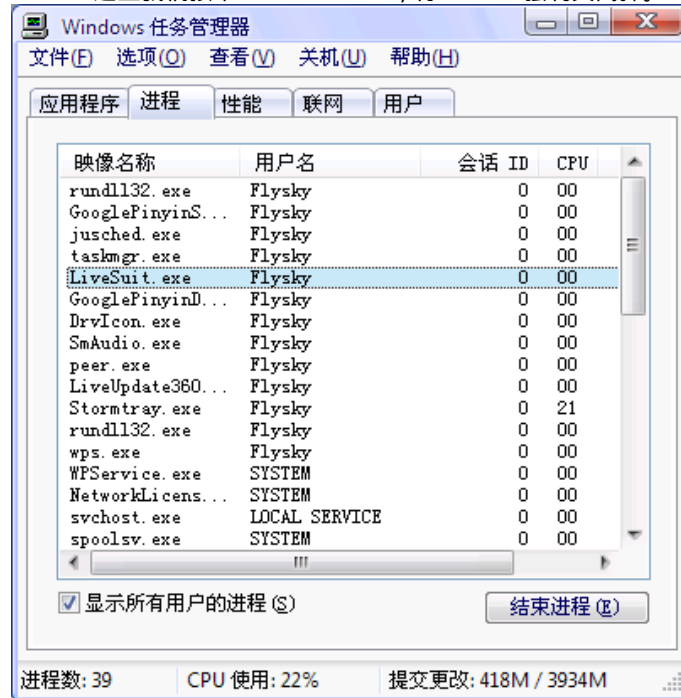 Windows 任务管理器
文件(F) 选项(O) 查看(V) 关机(U) 帮助(H)
应用程序 进程 性能 联网 用户
映像名称 用户名 会话 ID CPU
rundll32.exe Flysky 0 00
GooglePinyinS... Flysky 0 00
jusched.exe Flysky 0 00
taskmgr.exe Flysky 0 00
LiveSuit.exe Flysky 0 00
GooglePinyinD... Flysky 0 00
DrvIcon.exe Flysky 0 00
SmAudio.exe Flysky 0 00
peer.exe Flysky 0 00
LiveUpdate360... Flysky 0 00
Stormtray.exe Flysky 0 21
rundll32.exe Flysky 0 00
wps.exe Flysky 0 00
WPService.exe SYSTEM 0 00
NetworkLicens... SYSTEM 0 00
svchost.exe LOCAL SERVICE 0 00
spoolsv.exe SYSTEM 0 00
显示所有用户的进程(S) 结束进程(E)
进程数: 39 CPU 使用: 22% 提交更改: 418M / 3934M